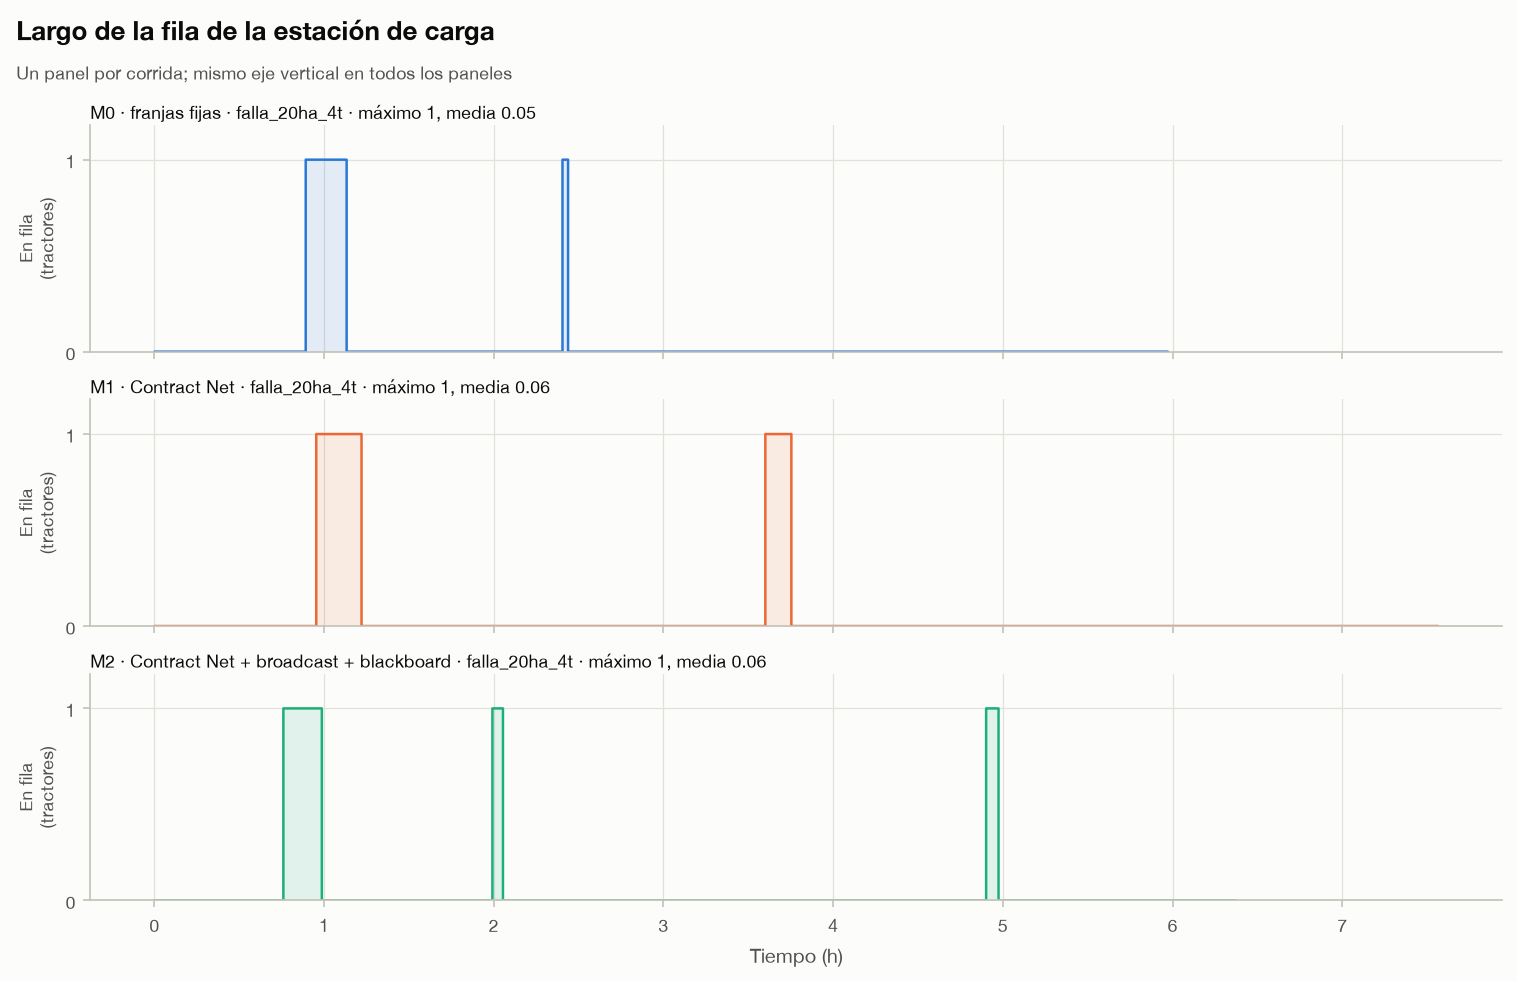 Largo de la fila de la estación de carga
Un panel por corrida; mismo eje vertical en todos los paneles
M0 · franjas fijas · falla_20ha_4t · máximo 1, media 0.05
1
0
En fila
(tractores)
M1 · Contract Net · falla_20ha_4t · máximo 1, media 0.06
1
0
En fila
(tractores)
M2 · Contract Net + broadcast + blackboard · falla_20ha_4t · máximo 1, media 0.06
1
0
En fila
(tractores)
0 1 2 3 4 5 6 7
Tiempo (h)